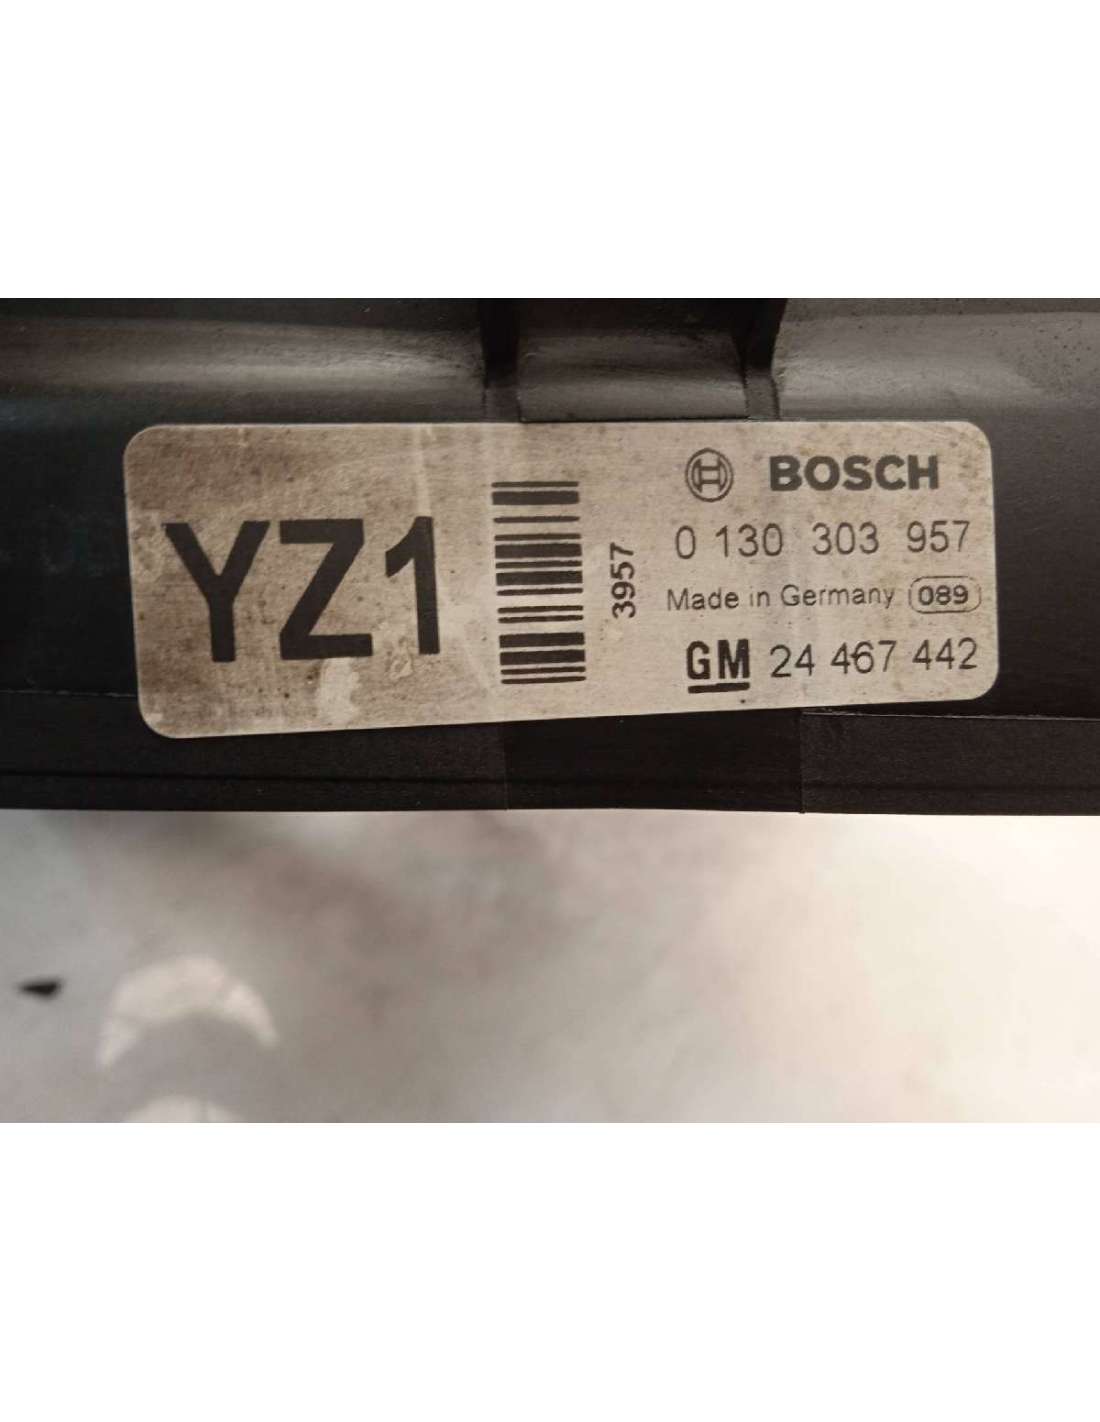 YZ1
3957
BOSCH
0 130 303 957
Made in Germany 089
GM 24 467 442